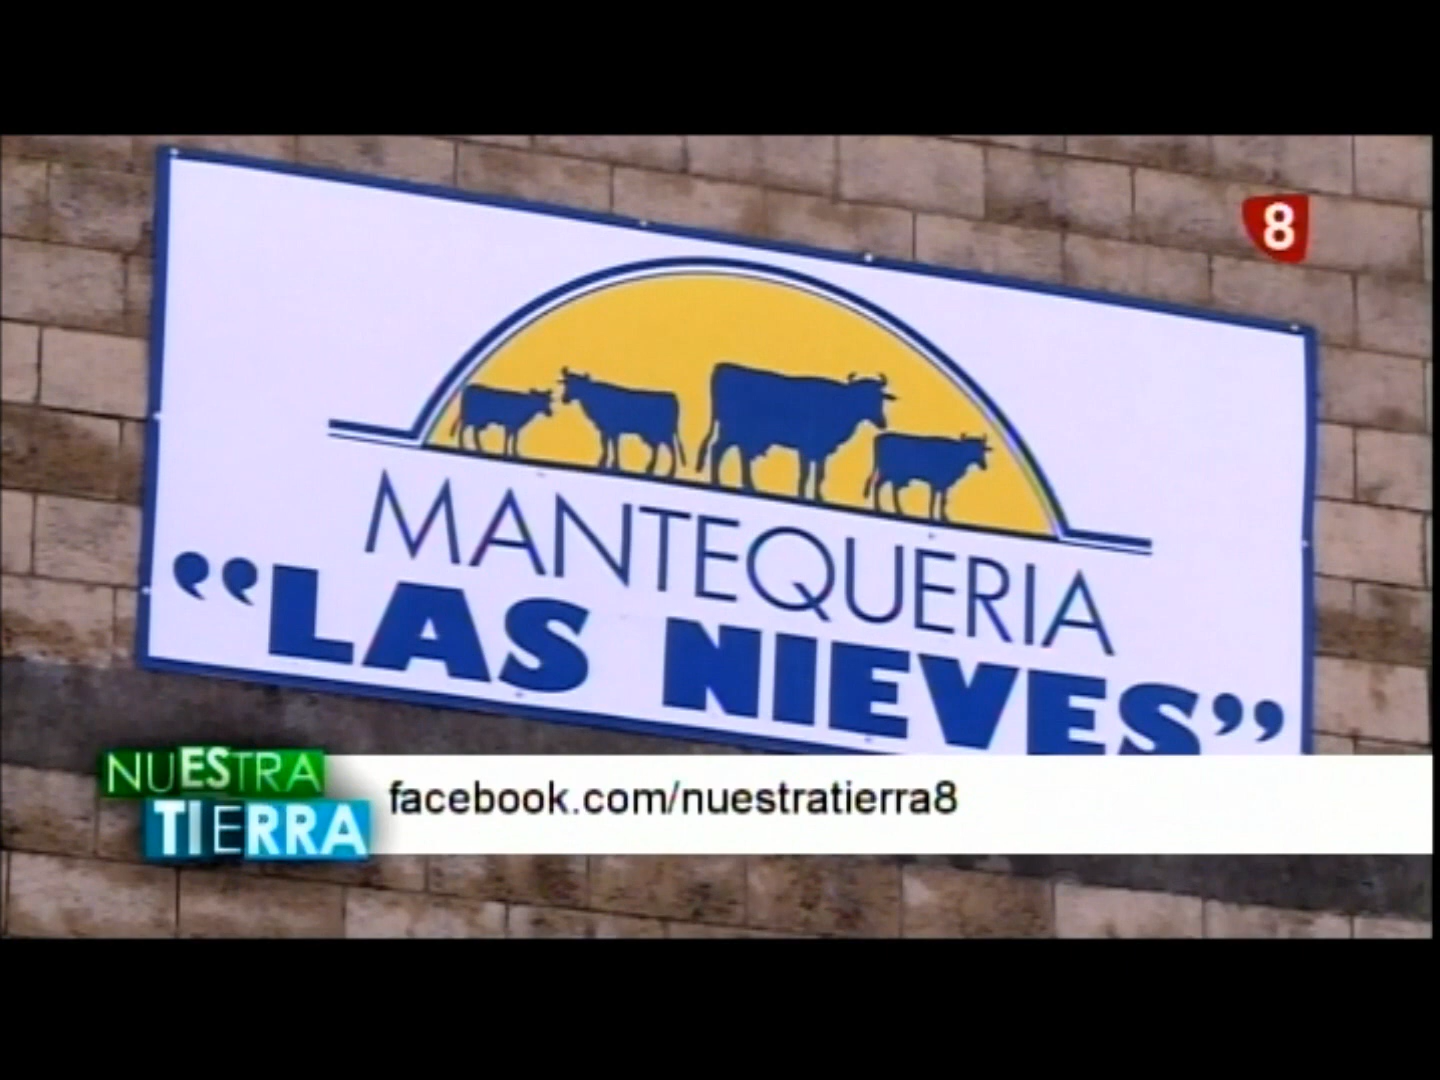 8
MANTEQUERIA
“LAS NIEVES”
NUESTRA
TIERRA
facebook.com/nuestratierra8